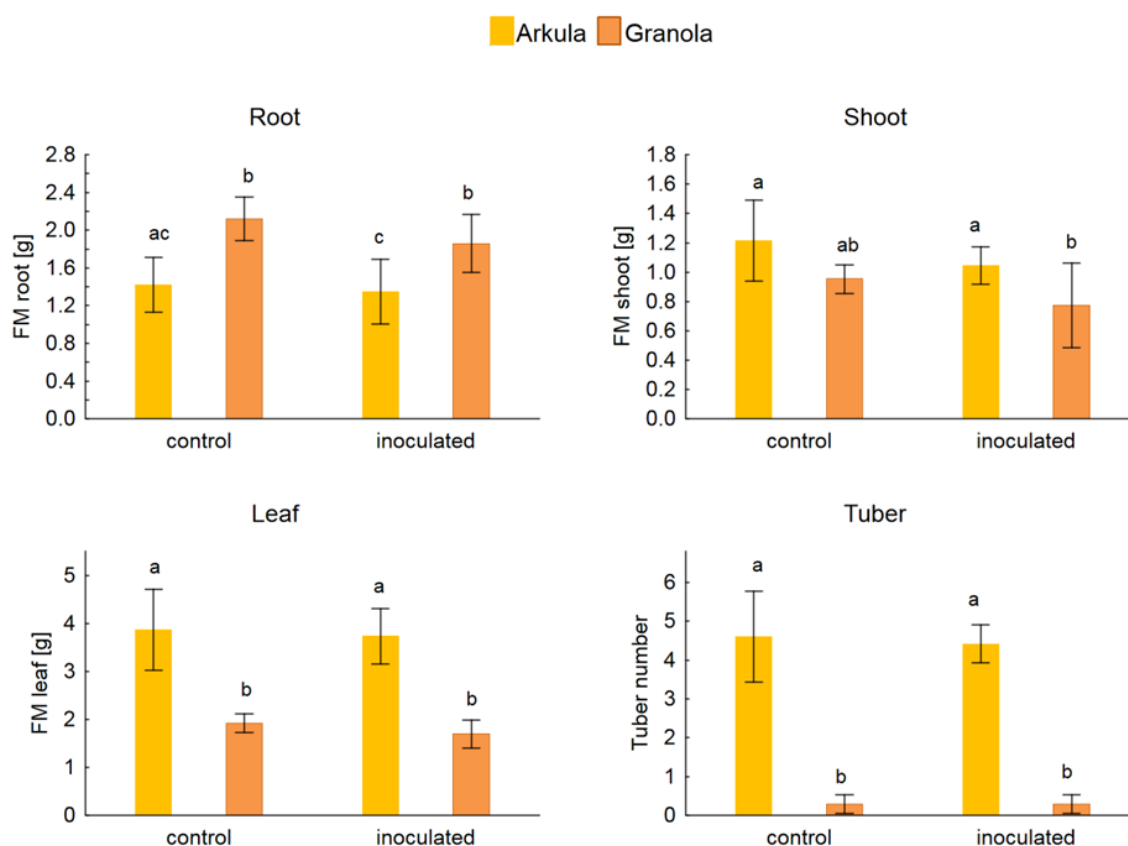 Arkula Granola
Root
FM root [g]
2.8
2.4
2.0
1.6
1.2
0.8
0.4
0.0
ac
b
c
b
control inoculated
Shoot
FM shoot [g]
1.8
1.6
1.4
1.2
1.0
0.8
0.6
0.4
0.2
0.0
a
ab
a
b
control inoculated
Leaf
FM leaf [g]
5
4
3
2
1
0
a
b
a
b
control inoculated
Tuber
Tuber number
6
5
4
3
2
1
0
a
b
a
b
control inoculated